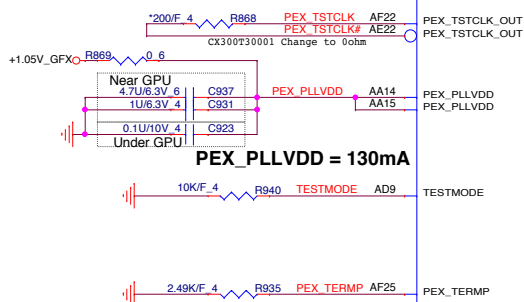 *200/F_4 R868 PEX_TSTCLK AF22 PEX_TSTCLK_OUT
PEX_TSTCLK# AE22 PEX_TSTCLK_OUT
CX300T30001 Change to 0ohm
+1.05V_GFX R869 0_6
Near GPU
4.7U/6.3V_6 C937 PEX_PLLVDD AA14 PEX_PLLVDD
1U/6.3V_4 C931 AA15 PEX_PLLVDD
0.1U/10V_4 C923
Under GPU
PEX_PLLVDD = 130mA
10K/F_4 R940 TESTMODE AD9 TESTMODE
2.49K/F_4 R935 PEX_TERMP AF25 PEX_TERMP